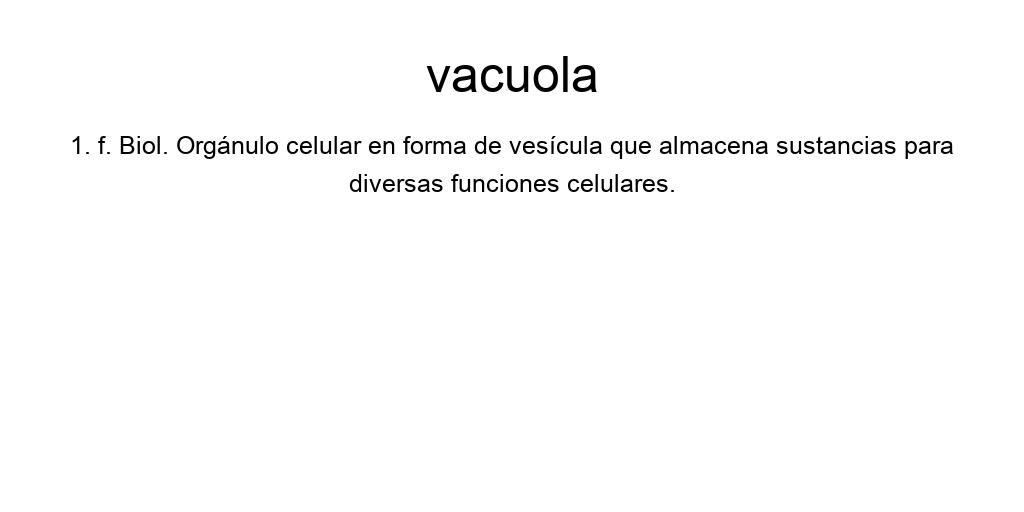 vacuola
1. f. Biol. Orgánulo celular en forma de vesícula que almacena sustancias para
diversas funciones celulares.